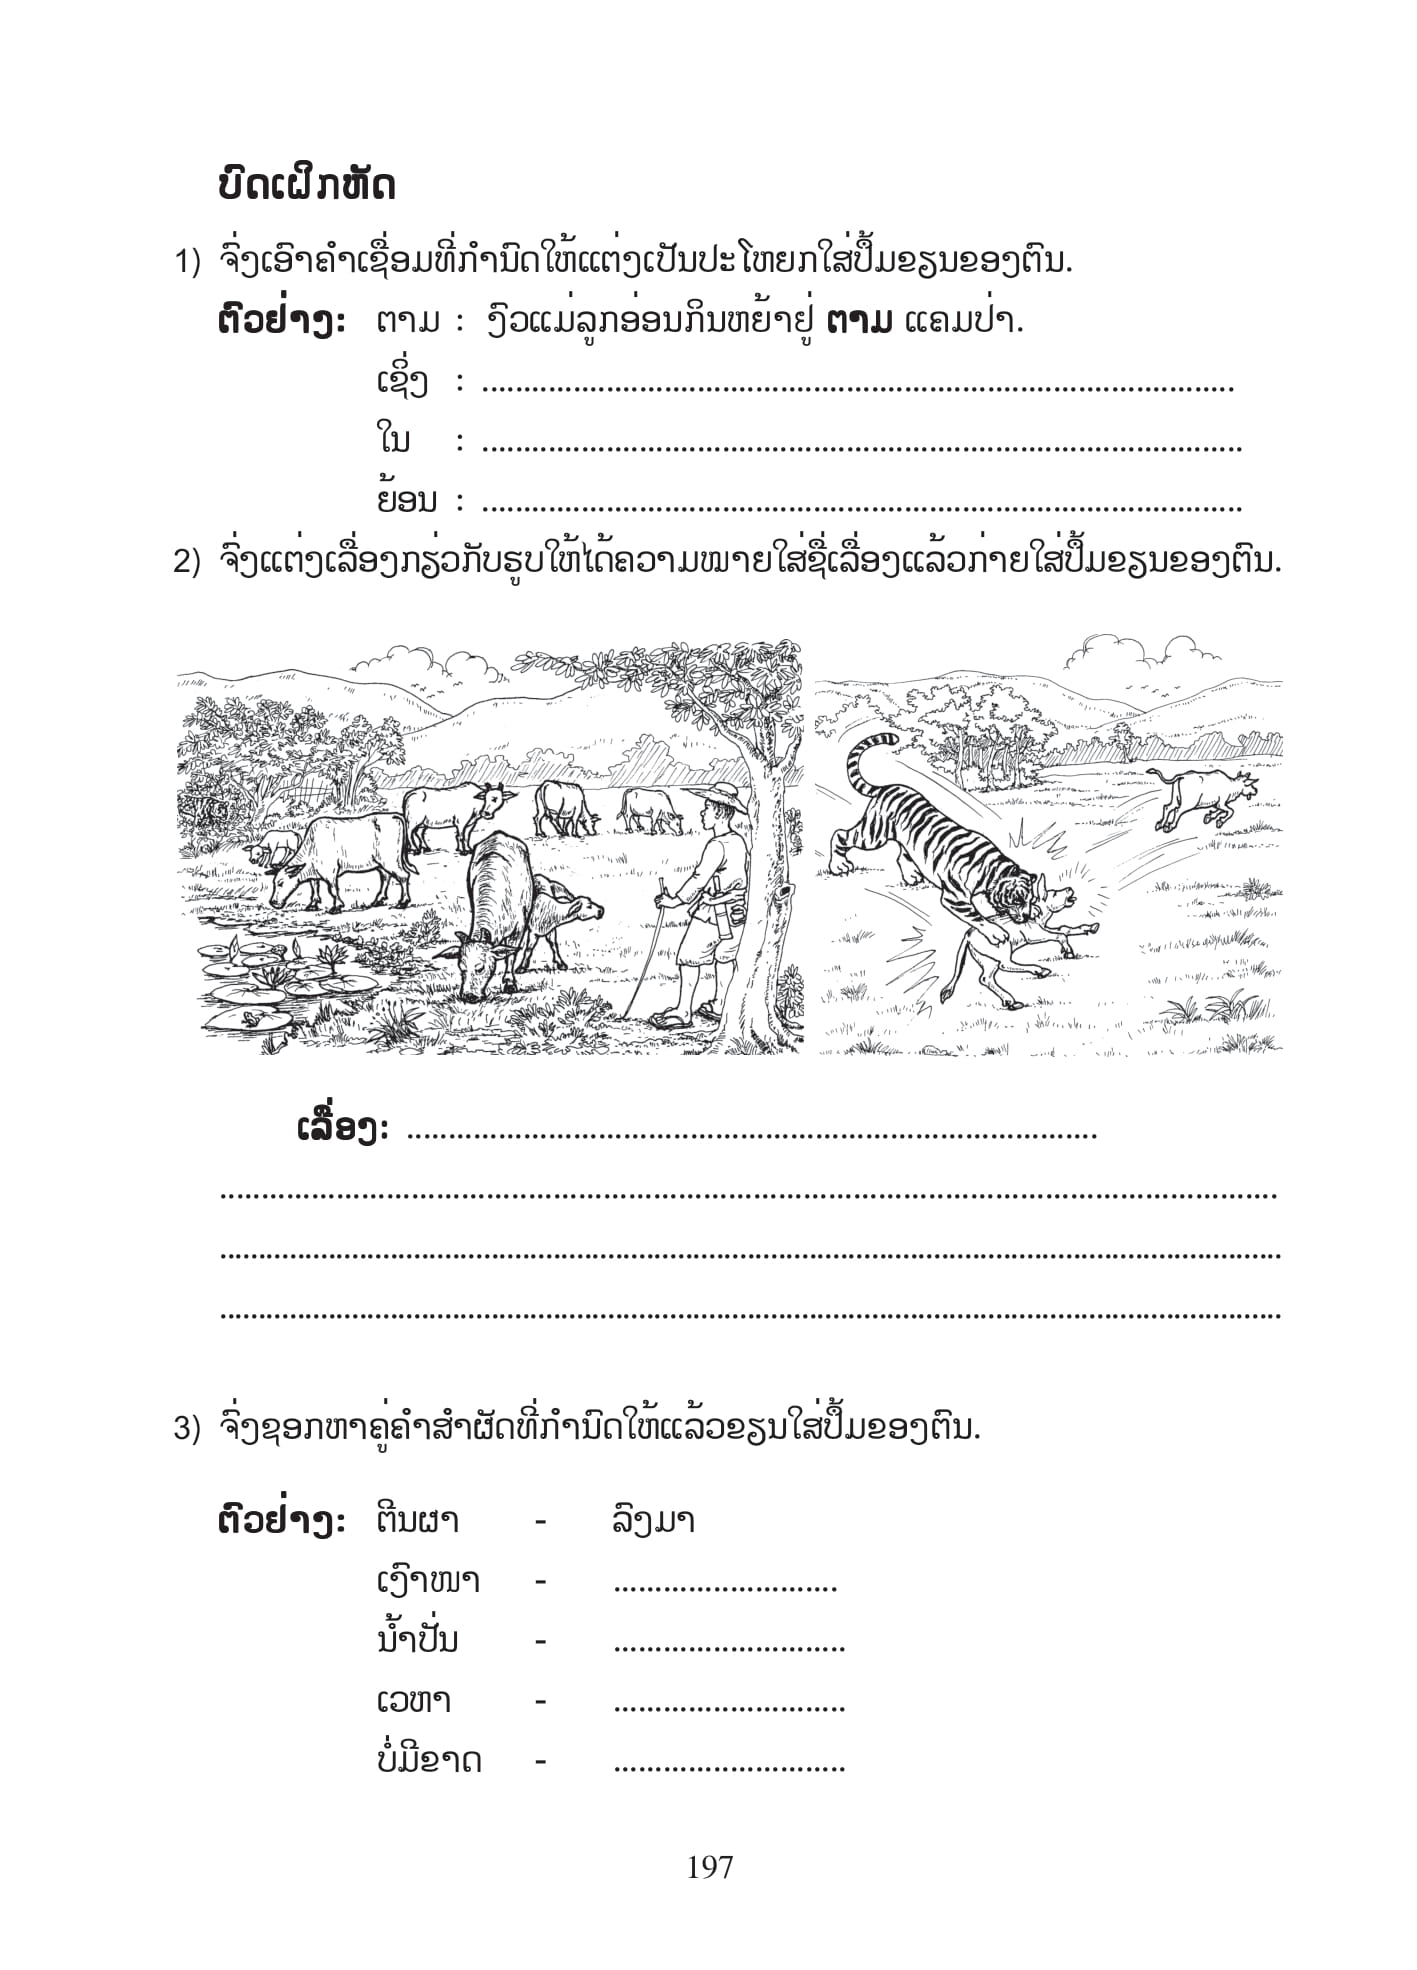 ບົດເຝິກຫັດ
1) ຈົ່ງເອົາຄຳເຊື່ອມທີ່ກຳນົດໃຫ້ແຕ່ງເປັນປະໂຫຍກໃສ່ປຶ້ມຂຽນຂອງຕົນ.
ຕົວຢ່າງ: ຕາມ : ງົວແມ່ລູກອ່ອນກິນຫຍ້າຢູ່ ຕາມ ແຄມປ່າ.
ເຊິ່ງ : ..........................................................................................
ໃນ : ...........................................................................................
ຍ້ອນ : ...........................................................................................
2) ຈົ່ງແຕ່ງເລື່ອງກຽ່ວກັບຮູບໃຫ້ໄດ້ຄວາມໝາຍໃສ່ຊື່ເລື່ອງແລ້ວກ່າຍໃສ່ປຶ້ມຂຽນຂອງຕົນ.
ເລື່ອງ: ..................................................................................
..............................................................................................................................
...............................................................................................................................
...............................................................................................................................
3) ຈົ່ງຊອກຫາຄູ່ຄຳສຳຜັດທີ່ກຳນົດໃຫ້ແລ້ວຂຽນໃສ່ປຶ້ມຂອງຕົນ.
ຕົວຢ່າງ: ຕີນຜາ - ລົງມາ
ເງົາໜາ - ...........................
ນ້ຳປັ່ນ - ............................
ເວຫາ - ............................
ບໍ່ມີຂາດ - ............................
197